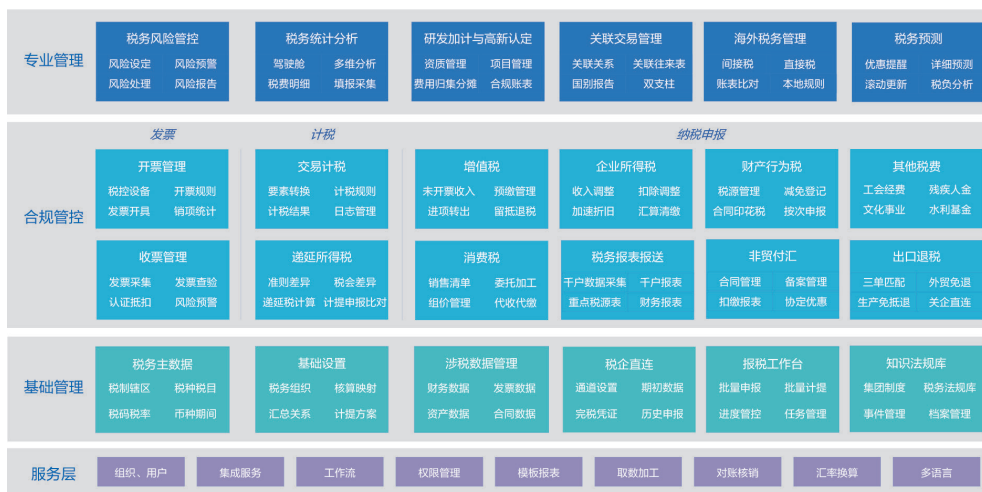 专业管理
税务风险管控
风险设定 风险预警
风险处理 风险报告
税务统计分析
驾驶舱 多维分析
税费明细 填报采集
研发加计与高新认定
资质管理 项目管理
费用归集分摊 合规账表
关联交易管理
关联关系 关联往来表
国别报告 双支柱
海外税务管理
间接税 直接税
账表比对 本地规则
税务预测
优惠提醒 详细预测
滚动更新 税负分析
合规管控
发票 计税 纳税申报
开票管理
税控设备 开票规则
发票开具 销项统计
交易计税
要素转换 计税规则
计税结果 日志管理
增值税
未开票收入 预缴管理
进项转出 留抵退税
企业所得税
收入调整 扣除调整
加速折旧 汇算清缴
财产行为税
税源管理 减免登记
合同印花税 按次申报
其他税费
工会经费 残疾人金
文化事业 水利基金
收票管理
发票采集 发票查验
认证抵扣 风险预警
递延所得税
准则差异 税会差异
递延税计算 计提申报比对
消费税
销售清单 委托加工
组价管理 代收代缴
税务报表报送
千户数据采集 千户报表
重点税源表 财务报表
非贸付汇
合同管理 备案管理
扣缴报表 协定优惠
出口退税
三单匹配 外贸免退
生产免抵退 关企直连
基础管理
税务主数据
税制辖区 税种税目
税码税率 币种期间
基础设置
税务组织 核算映射
汇总关系 计提方案
涉税数据管理
财务数据 发票数据
资产数据 合同数据
税企直连
通道设置 期初数据
完税凭证 历史申报
报税工作台
批量申报 批量计提
进度管控 任务管理
知识法规库
集团制度 税务法规库
事件管理 档案管理
服务层
组织、用户 集成服务 工作流 权限管理 模板报表 取数加工 对账核销 汇率换算 多语言